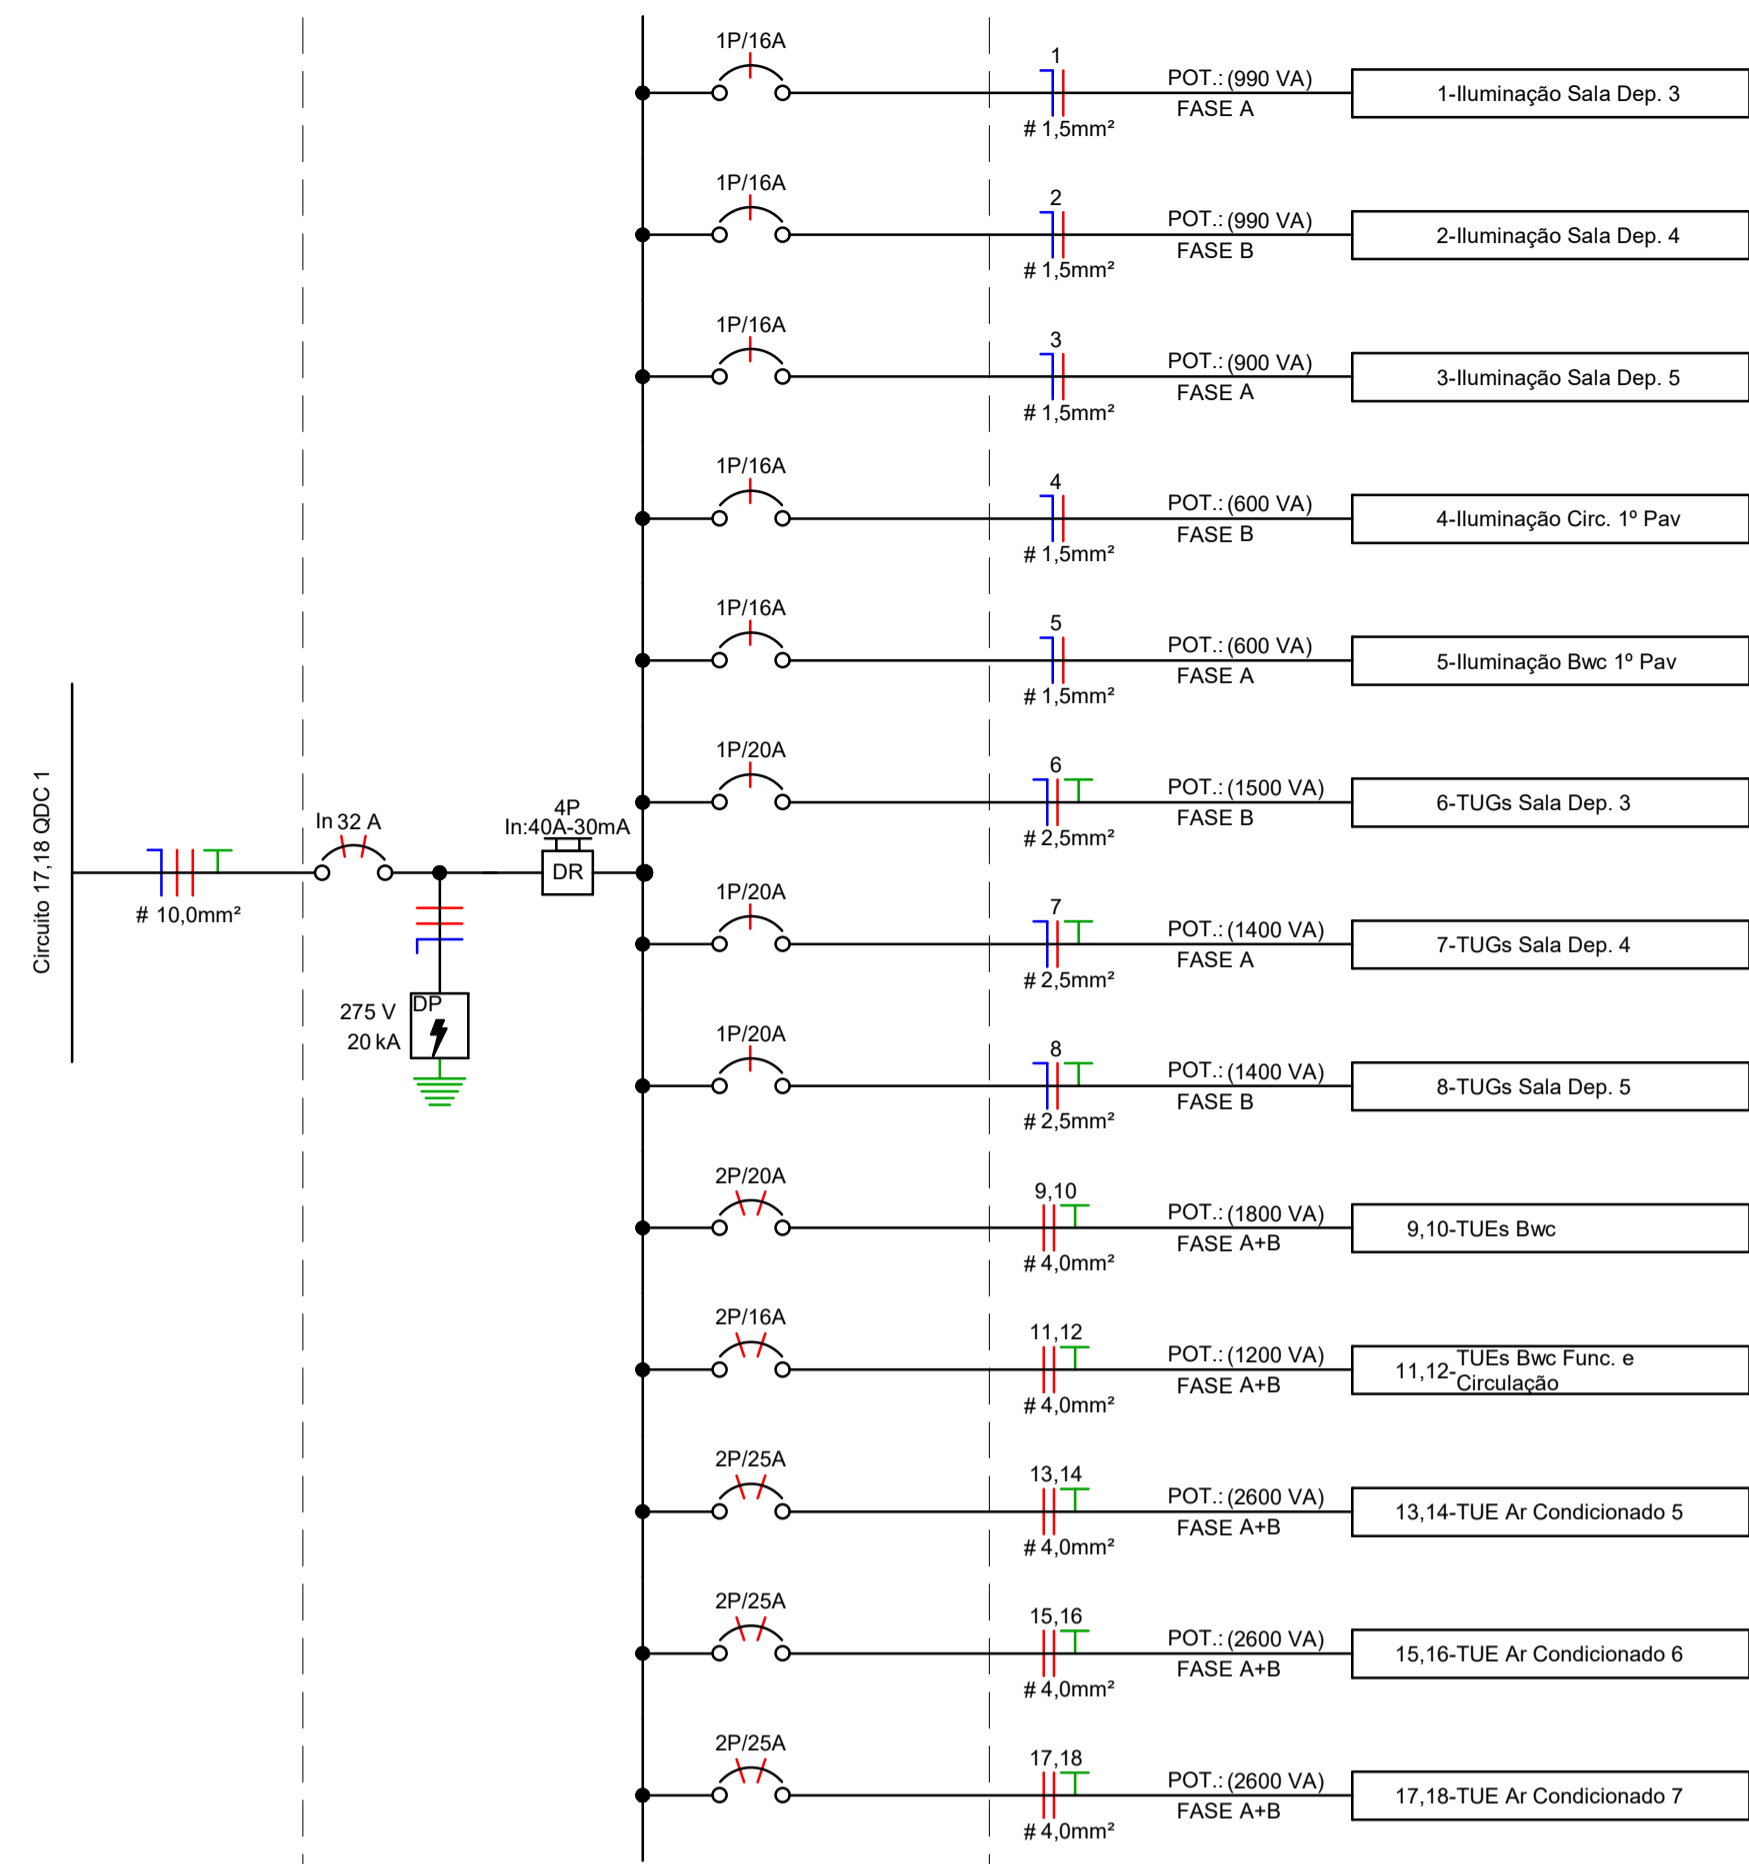 Circuito 17,18 QDC 1
# 10,0mm²
In 32 A
275 V
20 kA
DP
4P
In:40A-30mA
DR
1P/16A
1
# 1,5mm²
POT.: (990 VA)
FASE A
1-Iluminação Sala Dep. 3
1P/16A
2
# 1,5mm²
POT.: (990 VA)
FASE B
2-Iluminação Sala Dep. 4
1P/16A
3
# 1,5mm²
POT.: (900 VA)
FASE A
3-Iluminação Sala Dep. 5
1P/16A
4
# 1,5mm²
POT.: (600 VA)
FASE B
4-Iluminação Circ. 1º Pav
1P/16A
5
# 1,5mm²
POT.: (600 VA)
FASE A
5-Iluminação Bwc 1º Pav
1P/20A
6
# 2,5mm²
POT.: (1500 VA)
FASE B
6-TUGs Sala Dep. 3
1P/20A
7
# 2,5mm²
POT.: (1400 VA)
FASE A
7-TUGs Sala Dep. 4
1P/20A
8
# 2,5mm²
POT.: (1400 VA)
FASE B
8-TUGs Sala Dep. 5
2P/20A
9,10
# 4,0mm²
POT.: (1800 VA)
FASE A+B
9,10-TUEs Bwc
2P/16A
11,12
# 4,0mm²
POT.: (1200 VA)
FASE A+B
11,12-TUEs Bwc Func. e
Circulação
2P/25A
13,14
# 4,0mm²
POT.: (2600 VA)
FASE A+B
13,14-TUE Ar Condicionado 5
2P/25A
15,16
# 4,0mm²
POT.: (2600 VA)
FASE A+B
15,16-TUE Ar Condicionado 6
2P/25A
17,18
# 4,0mm²
POT.: (2600 VA)
FASE A+B
17,18-TUE Ar Condicionado 7